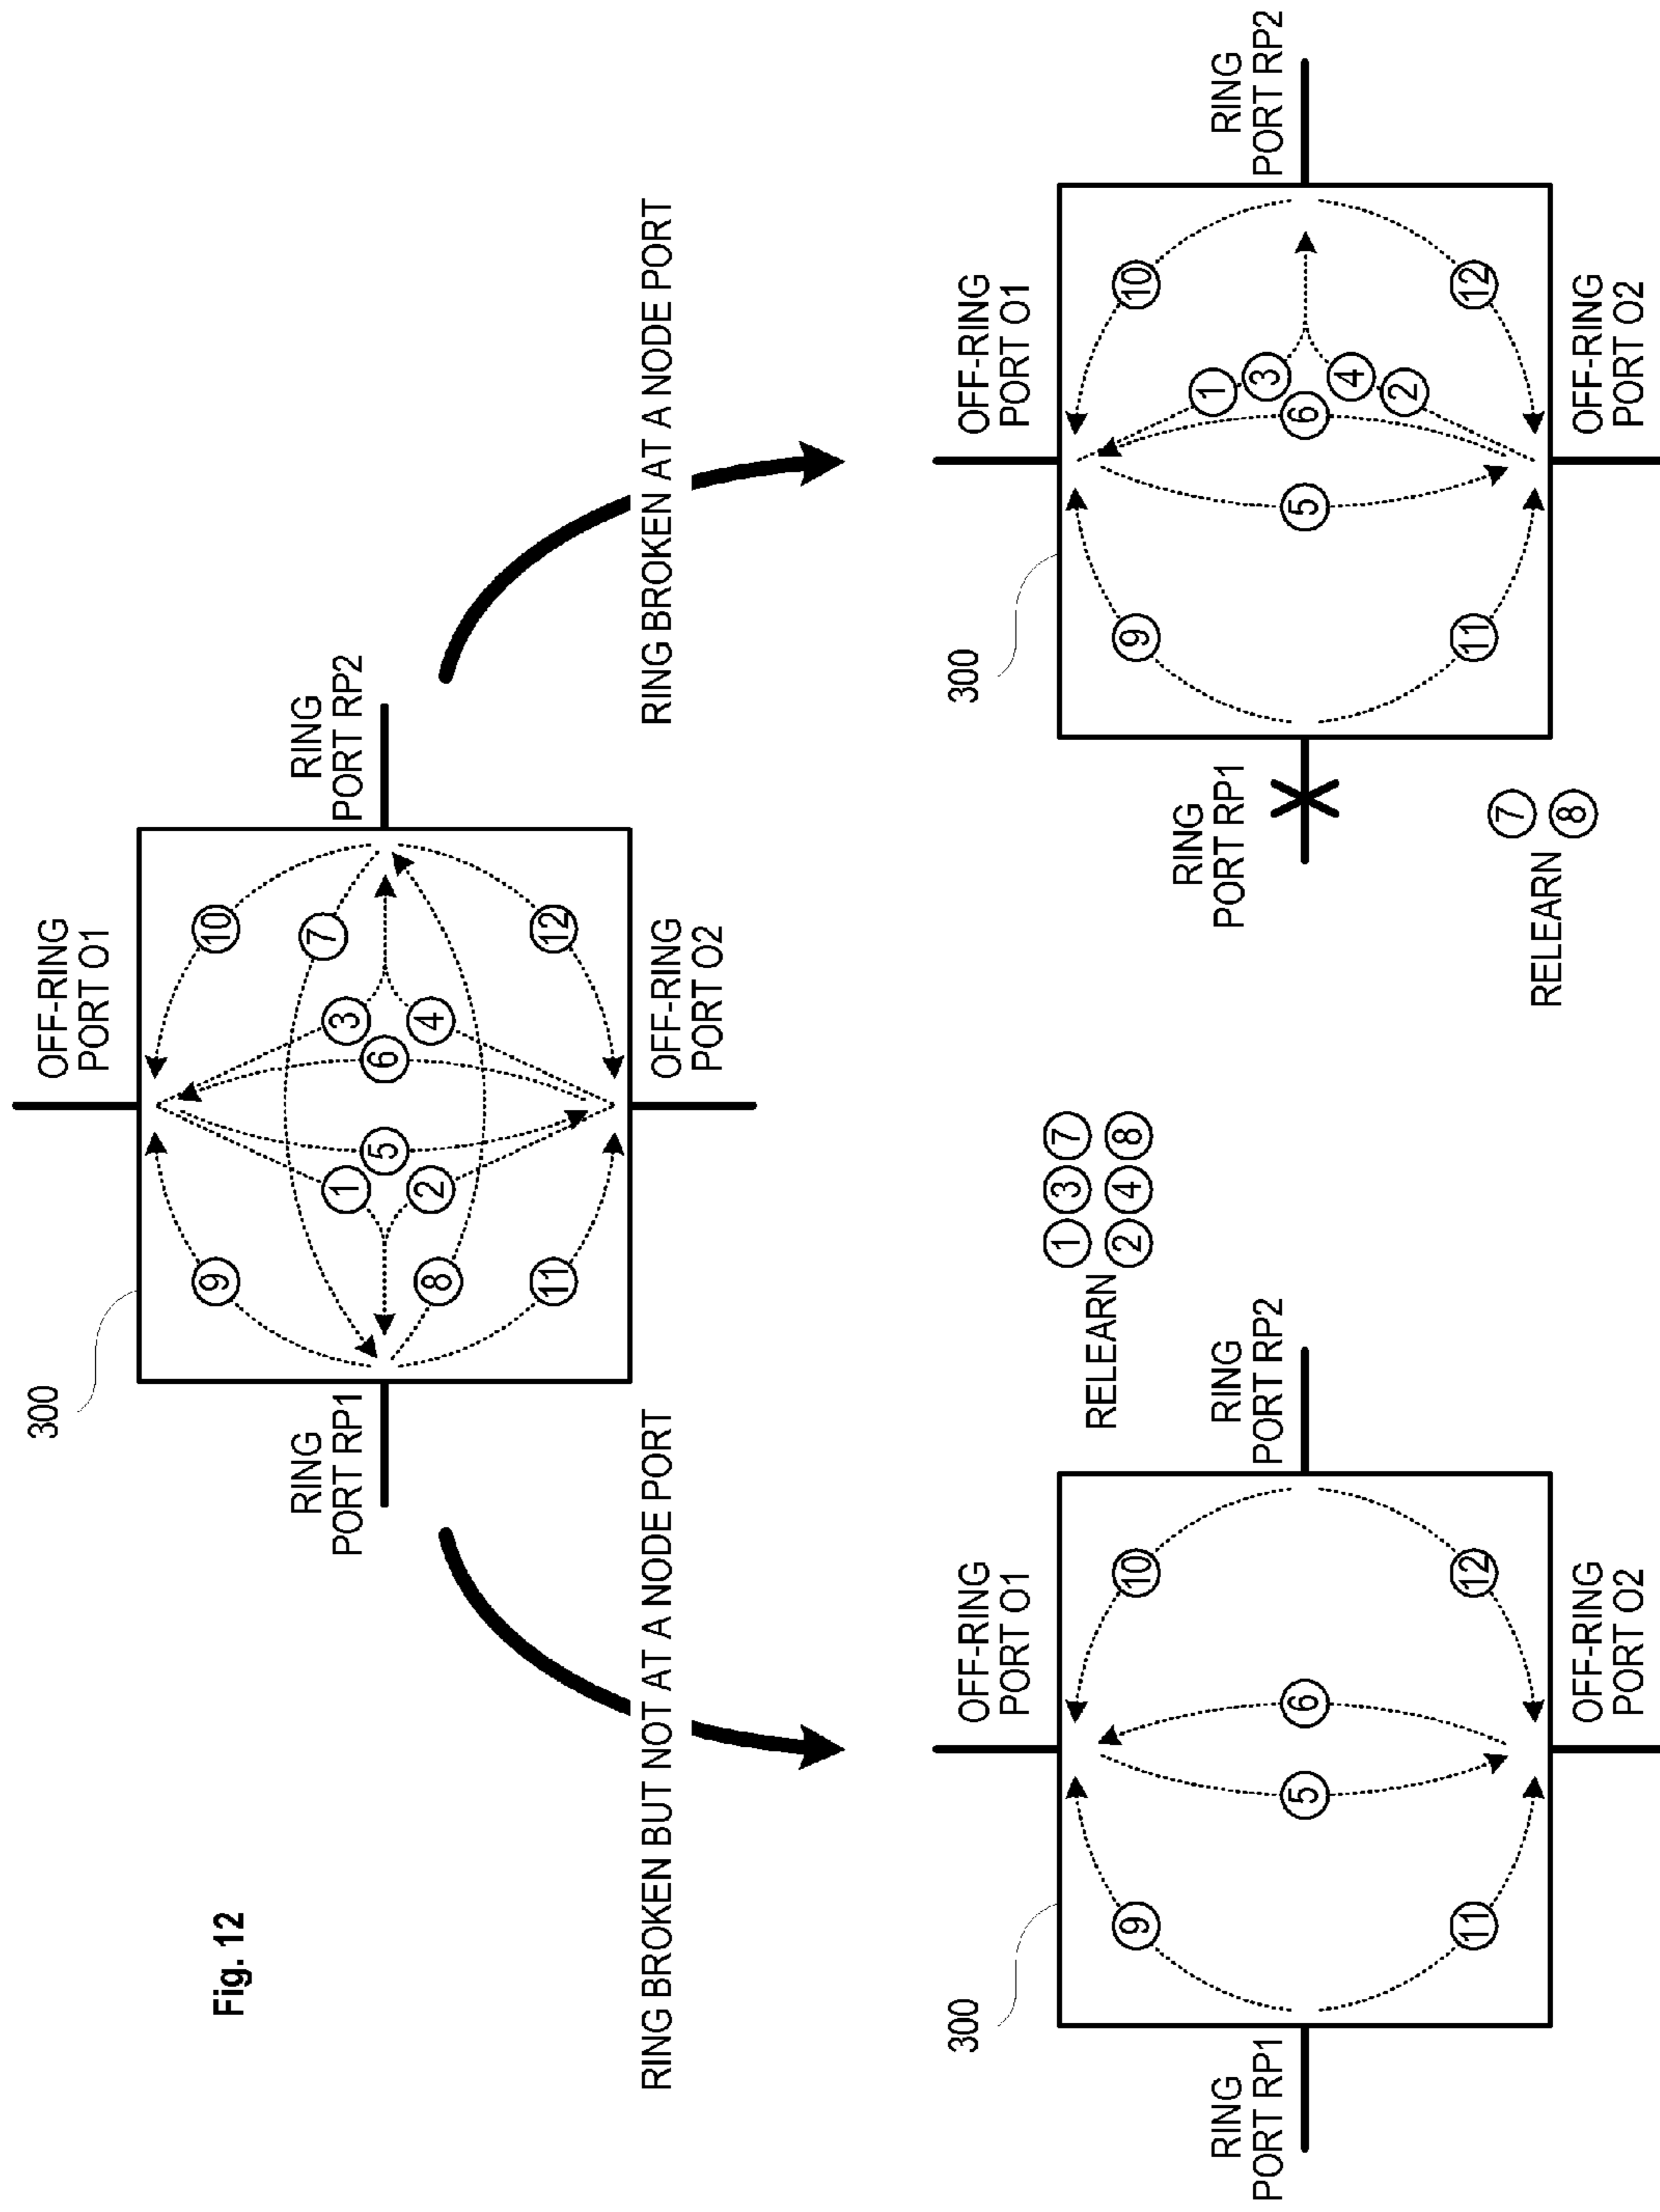 Fig. 12
300
OFF-RING
PORT O1
RING
PORT RP1
RING
PORT RP2
9
10
7
1
3
5
6
2
4
8
11
12
OFF-RING
PORT O2
RING BROKEN BUT NOT AT A NODE PORT
RING BROKEN AT A NODE PORT
300
OFF-RING
PORT O1
RING
PORT RP1
RING
PORT RP2
9
10
5
6
11
12
OFF-RING
PORT O2
RELEARN
1 3 7
2 4 8
300
OFF-RING
PORT O1
RING
PORT RP1
RING
PORT RP2
9
10
1
3
5
6
4
2
11
12
OFF-RING
PORT O2
RELEARN
7
8